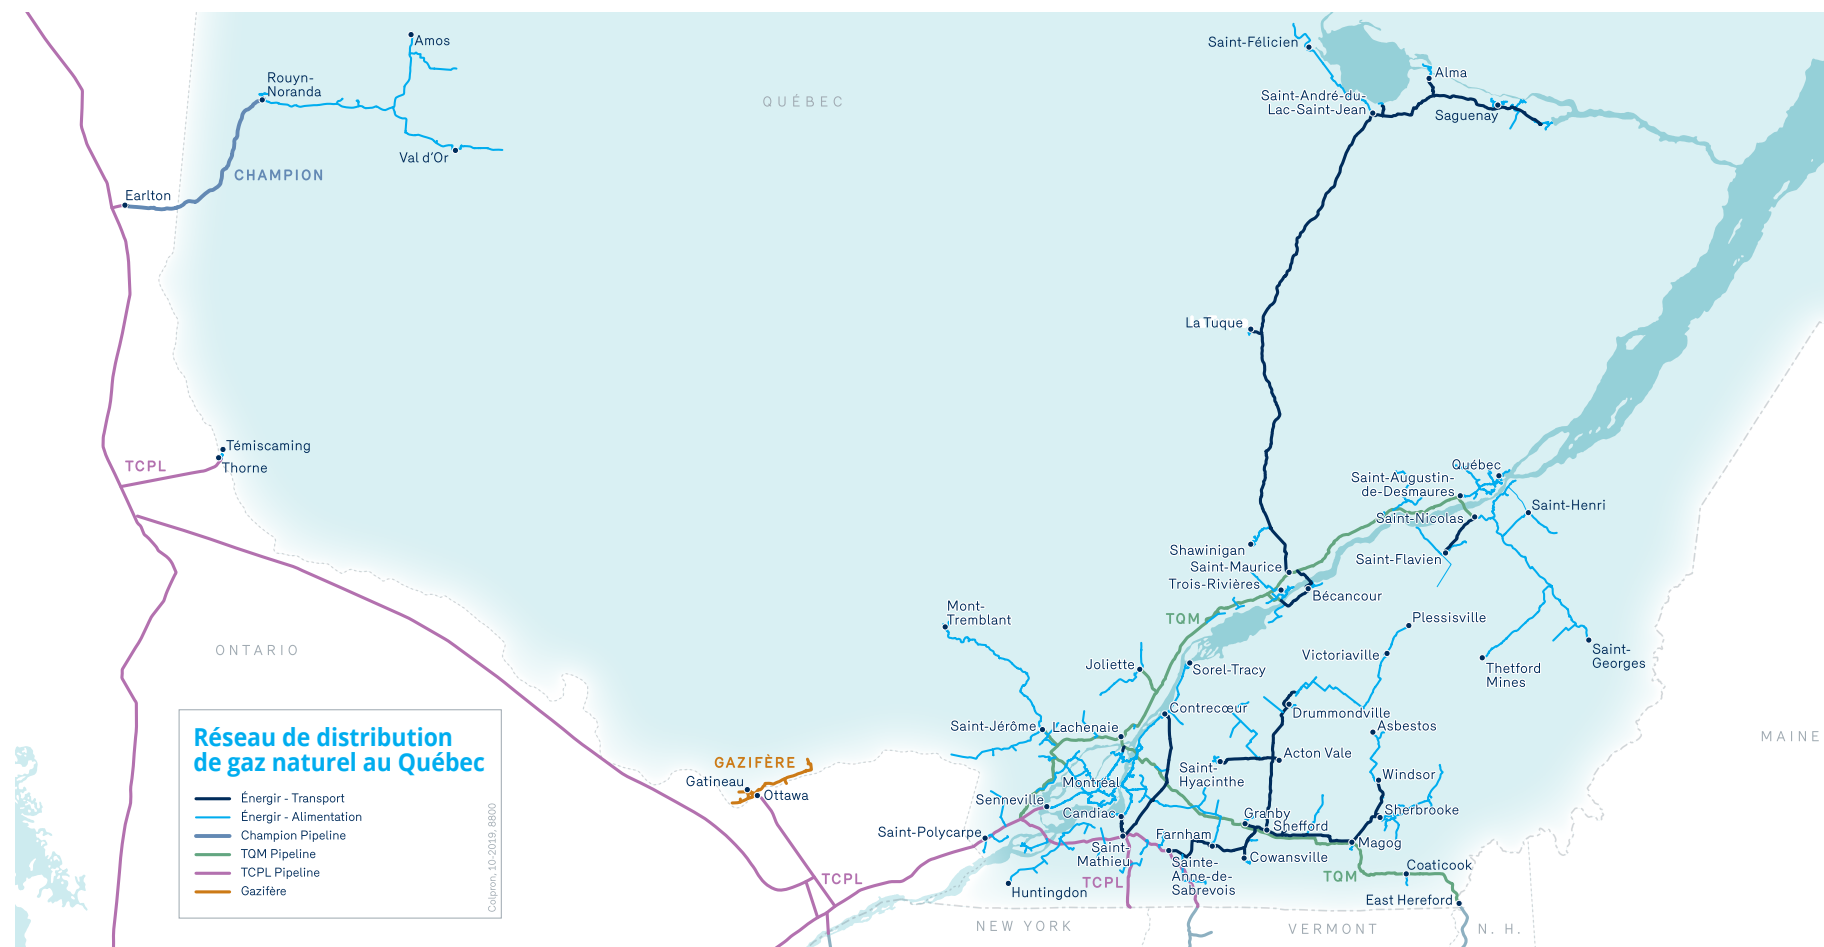 Amos
Rouyn-
Noranda
Val d'Or
CHAMPION
Earlton
QUÉBEC
Saint-Félicien
Alma
Saint-André-du-
Lac-Saint-Jean
Saguenay
La Tuque
Témiscaming
Thorne
TCPL
Québec
Saint-Augustin-
de-Desmaures
Saint-Nicolas
Saint-Henri
Saint-Flavien
Shawinigan
Saint-Maurice
Trois-Rivières
Bécancour
TQM
Mont-
Tremblant
Plessisville
Victoriaville
Saint-
Georges
Thetford
Mines
Joliette
Sorel-Tracy
Contrecœur
Drummondville
Asbestos
Saint-Jérôme
Lachenaie
Acton Vale
Saint-
Hyacinthe
Windsor
Montréal
Senneville
Candiac
Granby
Shefford
Sherbrooke
Saint-Polycarpe
Farnham
Magog
Saint-
Mathieu
Sainte-
Anne-de-
Sabrevois
Cowansville
Coaticook
TQM
East Hereford
Huntingdon
TCPL
ONTARIO
GAZIFÈRE
Gatineau
Ottawa
TCPL
MAINE
NEW YORK
VERMONT
N. H.
Réseau de distribution
de gaz naturel au Québec
Énergir - Transport
Énergir - Alimentation
Champion Pipeline
TQM Pipeline
TCPL Pipeline
Gazifère
Colpron, 10-2019, 8800